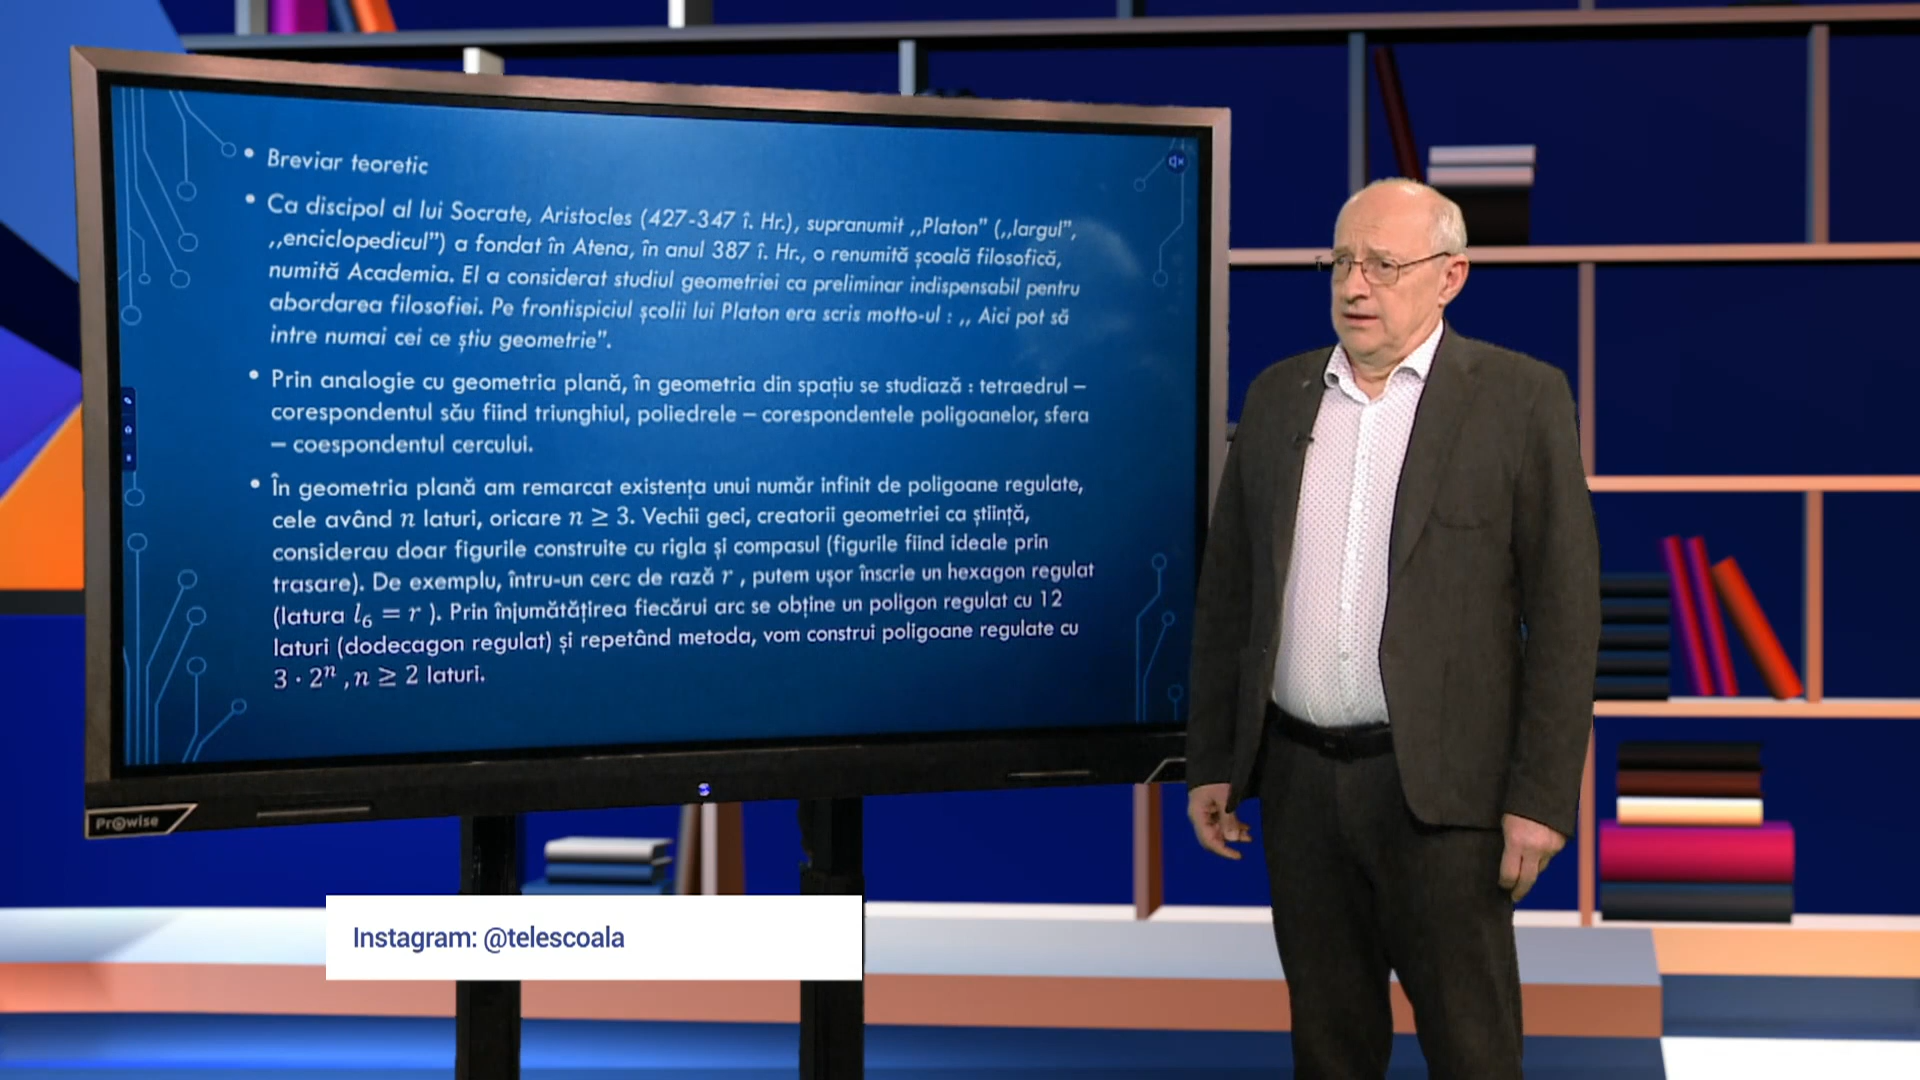 Breviar teoretic
Ca discipol al lui Socrate, Aristocles (427-347 î. Hr.), supranumit ,,Platon” (,,largul”,
,,enciclopedicul”) a fondat în Atena, în anul 387 î. Hr., o renumită școală filosofică,
numită Academia. El a considerat studiul geometriei ca preliminar indispensabil pentru
abordarea filosofiei. Pe frontispiciul școlii lui Platon era scris motto-ul : ,, Aici pot să
intre numai cei ce știu geometrie”.
Prin analogie cu geometria plană, în geometria din spațiu se studiază : tetraedrul –
corespondentul său fiind triunghiul, poliedrele – corespondentele poligoanelor, sfera
– coespondentul cercului.
În geometria plană am remarcat existența unui număr infinit de poligoane regulate,
cele având n laturi, oricare n ≥ 3. Vechii geci, creatorii geometriei ca știință,
considerau doar figurile construite cu rigla și compasul (figurile fiind ideale prin
trasare). De exemplu, întru-un cerc de rază r , putem ușor înscrie un hexagon regulat
(latura l₆ = r ). Prin înjumătățirea fiecărui arc se obține un poligon regulat cu 12
laturi (dodecagon regulat) și repetând metoda, vom construi poligoane regulate cu
3 · 2ⁿ , n ≥ 2 laturi.
Prowise
Instagram: @telescoala